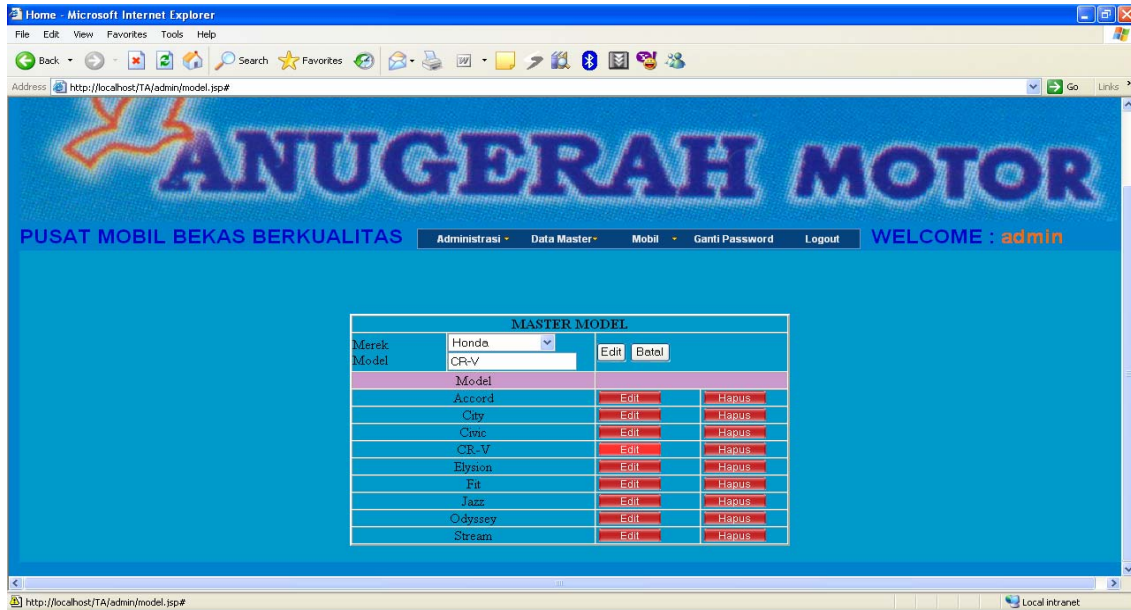 Home - Microsoft Internet Explorer
File Edit View Favorites Tools Help
Back Search Favorites
Address http://localhost/TA/admin/model.jsp# Go Links
ANUGERAH MOTOR
PUSAT MOBIL BEKAS BERKUALITAS Administrasi Data Master Mobil Ganti Password Logout WELCOME : admin
MASTER MODEL
Merek Honda
Model CR-V Edit Batal
Model
Accord Edit Hapus
City Edit Hapus
Civic Edit Hapus
CR-V Edit Hapus
Elysion Edit Hapus
Fit Edit Hapus
Jazz Edit Hapus
Odyssey Edit Hapus
Stream Edit Hapus
http://localhost/TA/admin/model.jsp# Local intranet